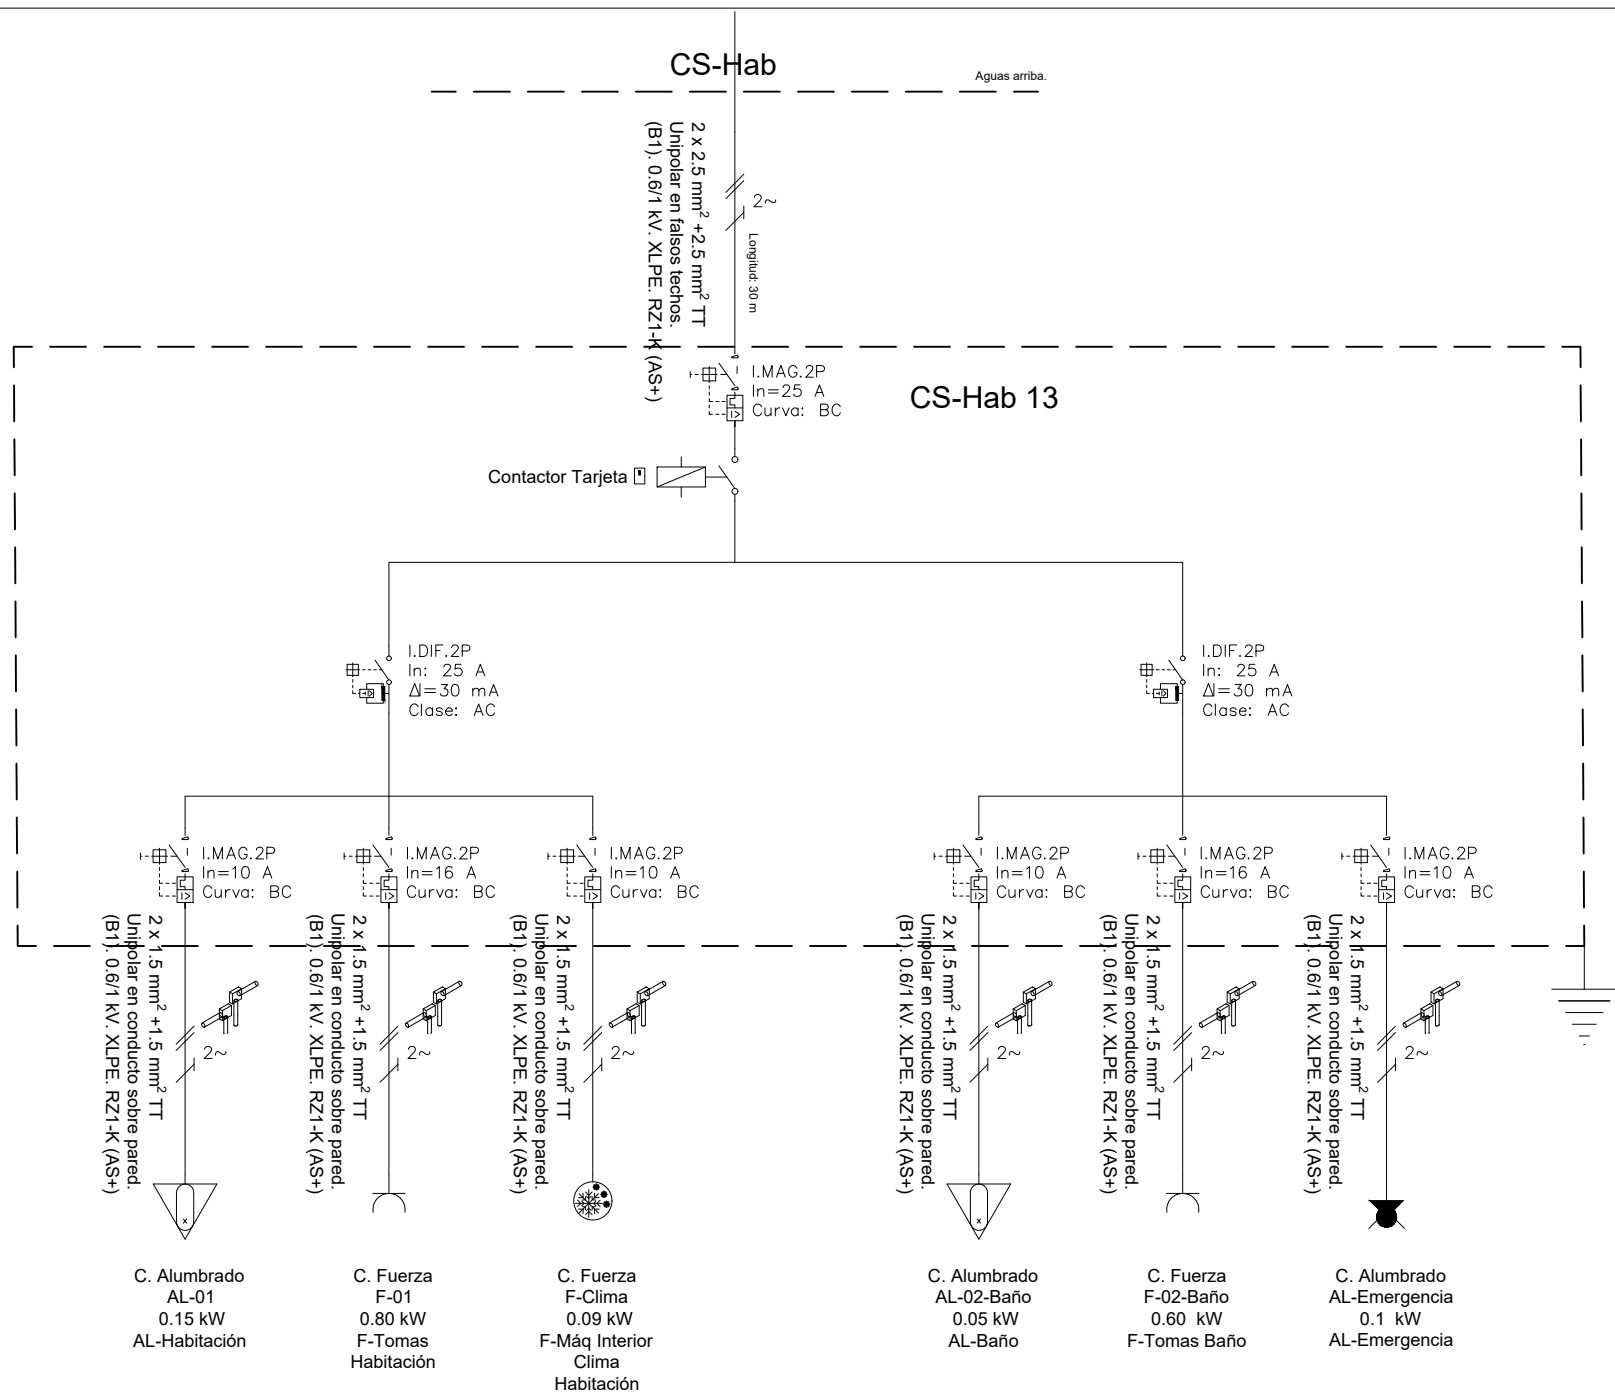 CS-Hab
Aguas arriba.
2 x 2.5 mm² +2.5 mm² TT
Unipolar en falsos techos.
(B1). 0.6/1 kV. XLPE. RZ1-K (AS+)
2~
Longitud: 30 m
I.MAG.2P
In=25 A
Curva: BC
CS-Hab 13
Contactor Tarjeta
I.DIF.2P
In: 25 A
ΔI=30 mA
Clase: AC
I.DIF.2P
In: 25 A
ΔI=30 mA
Clase: AC
I.MAG.2P
In=10 A
Curva: BC
I.MAG.2P
In=16 A
Curva: BC
I.MAG.2P
In=10 A
Curva: BC
I.MAG.2P
In=10 A
Curva: BC
I.MAG.2P
In=16 A
Curva: BC
I.MAG.2P
In=10 A
Curva: BC
2 x 1.5 mm² +1.5 mm² TT
Unipolar en conducto sobre pared.
(B1). 0.6/1 kV. XLPE. RZ1-K (AS+)
2~
2 x 1.5 mm² +1.5 mm² TT
Unipolar en conducto sobre pared.
(B1). 0.6/1 kV. XLPE. RZ1-K (AS+)
2~
2 x 1.5 mm² +1.5 mm² TT
Unipolar en conducto sobre pared.
(B1). 0.6/1 kV. XLPE. RZ1-K (AS+)
2~
2 x 1.5 mm² +1.5 mm² TT
Unipolar en conducto sobre pared.
(B1). 0.6/1 kV. XLPE. RZ1-K (AS+)
2~
2 x 1.5 mm² +1.5 mm² TT
Unipolar en conducto sobre pared.
(B1). 0.6/1 kV. XLPE. RZ1-K (AS+)
2~
2 x 1.5 mm² +1.5 mm² TT
Unipolar en conducto sobre pared.
(B1). 0.6/1 kV. XLPE. RZ1-K (AS+)
2~
C. Alumbrado
AL-01
0.15 kW
AL-Habitación
C. Fuerza
F-01
0.80 kW
F-Tomas
Habitación
C. Fuerza
F-Clima
0.09 kW
F-Máq Interior
Clima
Habitación
C. Alumbrado
AL-02-Baño
0.05 kW
AL-Baño
C. Fuerza
F-02-Baño
0.60 kW
F-Tomas Baño
C. Alumbrado
AL-Emergencia
0.1 kW
AL-Emergencia